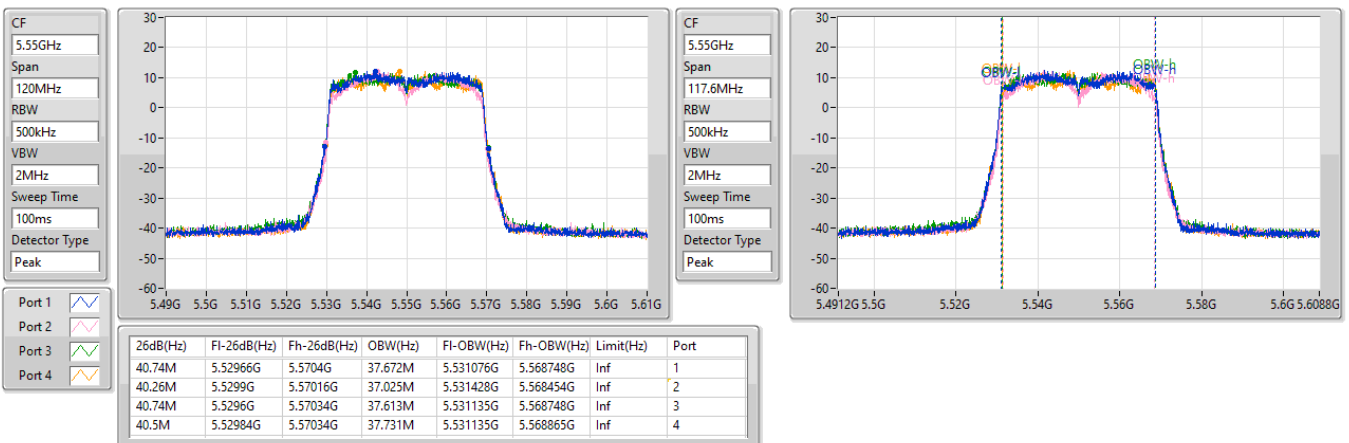 CF
5.55GHz
Span
120MHz
RBW
500kHz
VBW
2MHz
Sweep Time
100ms
Detector Type
Peak
30
20
10
0
-10
-20
-30
-40
-50
-60
5.49G 5.5G 5.51G 5.52G 5.53G 5.54G 5.55G 5.56G 5.57G 5.58G 5.59G 5.6G 5.61G
CF
5.55GHz
Span
117.6MHz
RBW
500kHz
VBW
2MHz
Sweep Time
100ms
Detector Type
Peak
30
20
10
0
-10
-20
-30
-40
-50
-60
OBW-l
OBW-h
OBW-h
5.4912G 5.5G 5.52G 5.54G 5.56G 5.58G 5.6G 5.6088G
Port 1
Port 2
Port 3
Port 4
26dB(Hz) Fl-26dB(Hz) Fh-26dB(Hz) OBW(Hz) Fl-OBW(Hz) Fh-OBW(Hz) Limit(Hz) Port
40.74M 5.52966G 5.5704G 37.672M 5.531076G 5.568748G Inf 1
40.26M 5.5299G 5.57016G 37.025M 5.531428G 5.568454G Inf 2
40.74M 5.5296G 5.57034G 37.613M 5.531135G 5.568748G Inf 3
40.5M 5.52984G 5.57034G 37.731M 5.531135G 5.568865G Inf 4